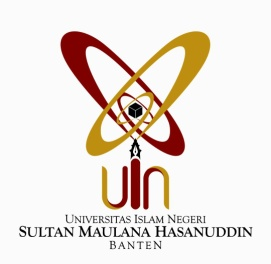 uin
UNIVERSITAS ISLAM NEGERI
SULTAN MAULANA HASANUDDIN
BANTEN